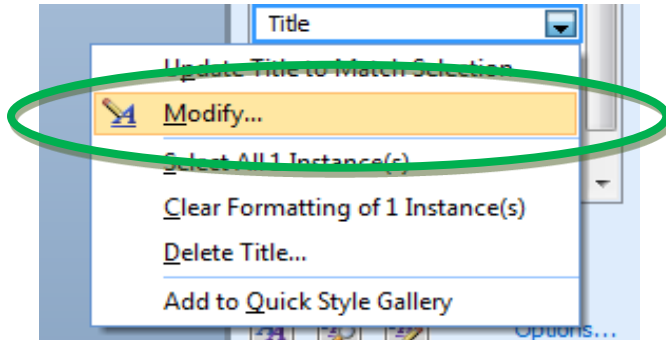 Title
Update Title to Match Selection
Modify...
Select All 1 Instance(s)
Clear Formatting of 1 Instance(s)
Delete Title...
Add to Quick Style Gallery
Options...